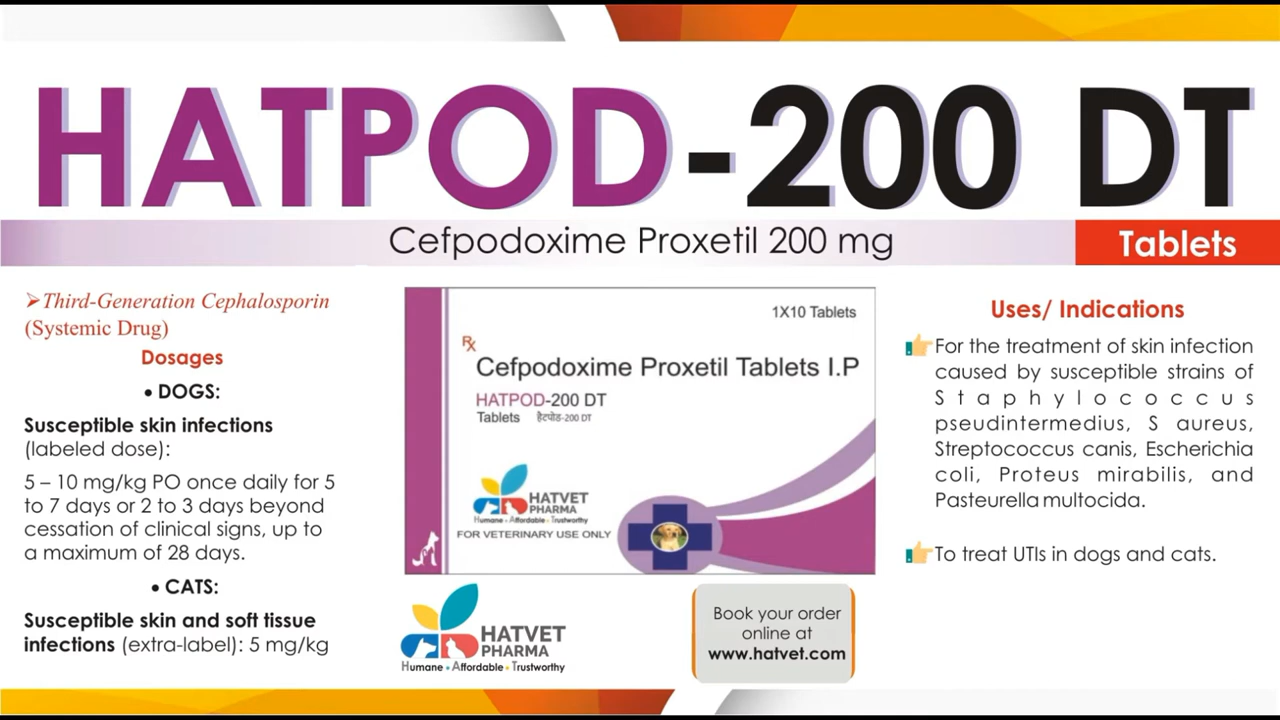 HATPOD-200 DT
Cefpodoxime Proxetil 200 mg
Tablets
➢Third-Generation Cephalosporin
(Systemic Drug)
Dosages
• DOGS:
Susceptible skin infections
(labeled dose):
5 – 10 mg/kg PO once daily for 5
to 7 days or 2 to 3 days beyond
cessation of clinical signs, up to
a maximum of 28 days.
• CATS:
Susceptible skin and soft tissue
infections (extra-label): 5 mg/kg
1X10 Tablets
Rx
Cefpodoxime Proxetil Tablets I.P
HATPOD-200 DT
Tablets हैटपोड-200 DT
HATVET
PHARMA
Humane • Affordable • Trustworthy
FOR VETERINARY USE ONLY
HATVET
PHARMA
Humane • Affordable • Trustworthy
Book your order
online at
www.hatvet.com
Uses/ Indications
For the treatment of skin infection
caused by susceptible strains of
Staphylococcus
pseudintermedius, S aureus,
Streptococcus canis, Escherichia
coli, Proteus mirabilis, and
Pasteurella multocida.
To treat UTIs in dogs and cats.